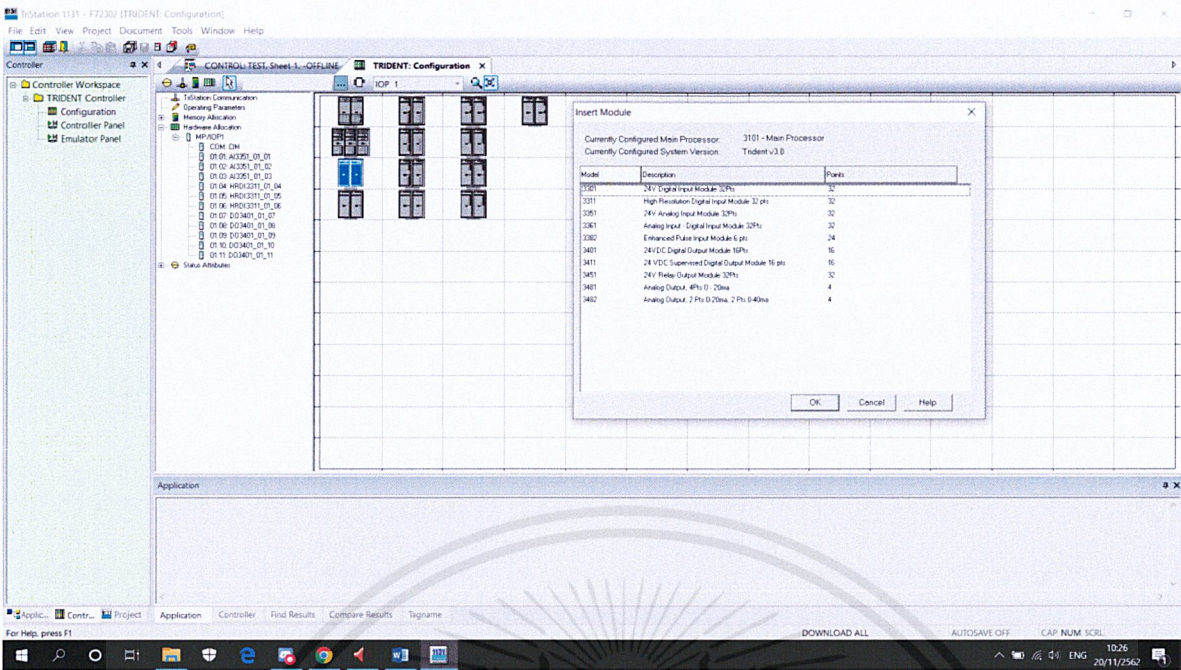 TriStation 1131 - F72302 [TRIDENT: Configuration]
File Edit View Project Document Tools Window Help
Controller
CONTROL: TEST, Sheet 1, -OFFLINE
TRIDENT: Configuration
IOP 1
Controller Workspace
TRIDENT Controller
Configuration
Controller Panel
Emulator Panel
TriStation Communication
Operating Parameters
Memory Allocation
Hardware Allocation
MP/IOP1
COM: CIM
01.01: AI3351_01_01
01.02: AI3351_01_02
01.03: AI3351_01_03
01.04: HRDI3311_01_04
01.05: HRDI3311_01_05
01.06: HRDI3311_01_06
01.07: DO3401_01_07
01.08: DO3401_01_08
01.09: DO3401_01_09
01.10: DO3401_01_10
01.11: DO3401_01_11
Status Attributes
Insert Module
Currently Configured Main Processor: 3101 - Main Processor
Currently Configured System Version Trident v3.0
Model Description Points
3301 24V Digital Input Module 32Pts 32
3311 High Resolution Digital Input Module 32 pts 32
3351 24V Analog Input Module 32Pts 32
3361 Analog Input - Digital Input Module 32Pts 32
3382 Enhanced Pulse Input Module 6 pts 24
3401 24VDC Digital Output Module 16Pts 16
3411 24 VDC Supervised Digital Output Module 16 pts 16
3451 24V Relay Output Module 32Pts 32
3481 Analog Output, 4Pts 0 - 20ma 4
3482 Analog Output, 2 Pts 0-20ma, 2 Pts 0-40ma 4
OK Cancel Help
Application
Applic... Contr... Project
Application Controller Find Results Compare Results Tagname
For Help, press F1
DOWNLOAD ALL AUTOSAVE OFF CAP NUM SCRL
ENG
10:26
20/11/2562